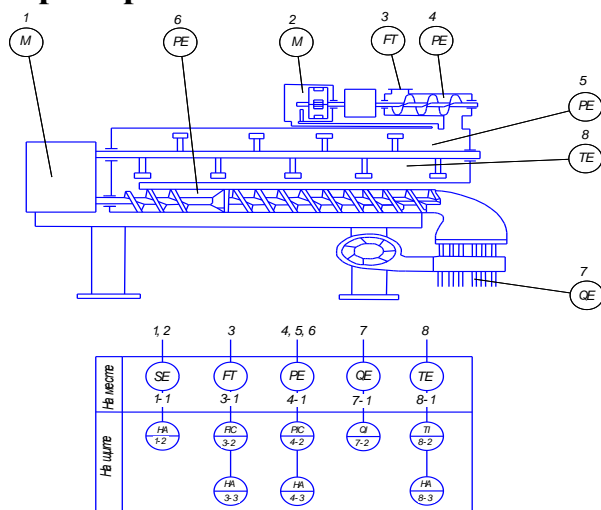 1
6
2
3
4
M
PE
M
FT
PE
5
PE
8
TE
7
QE
1, 2
3
4, 5, 6
7
8
На месте
SE
FT
PE
QE
TE
1-1
3-1
4-1
7-1
8-1
На щите
HA
1-2
FIC
3-2
PIC
4-2
QI
7-2
TI
8-2
HA
3-3
HA
4-3
HA
8-3